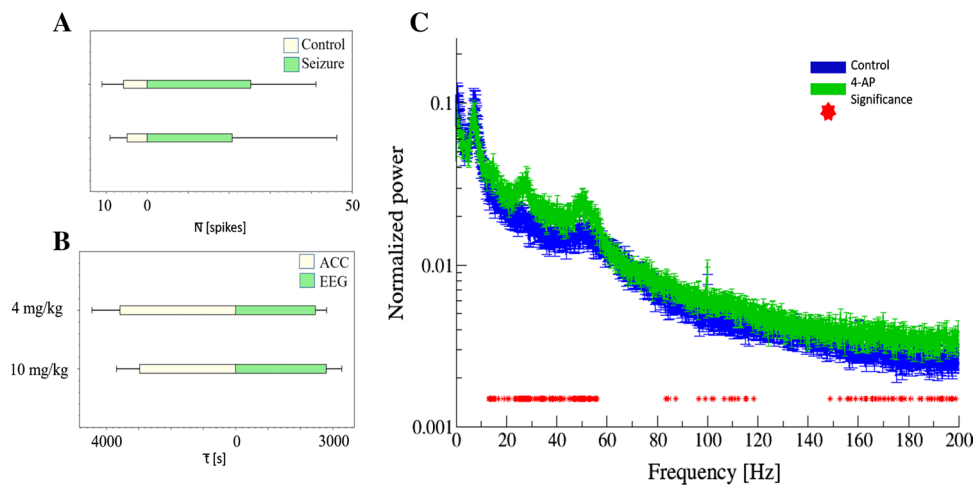 A
Control
Seizure
10 0 50
N̄ [spikes]
B
ACC
EEG
4 mg/kg
10 mg/kg
4000 0 3000
τ̄ [s]
C
Control
4-AP
Significance
Normalized power
0.1
0.01
0.001
0 20 40 60 80 100 120 140 160 180 200
Frequency [Hz]